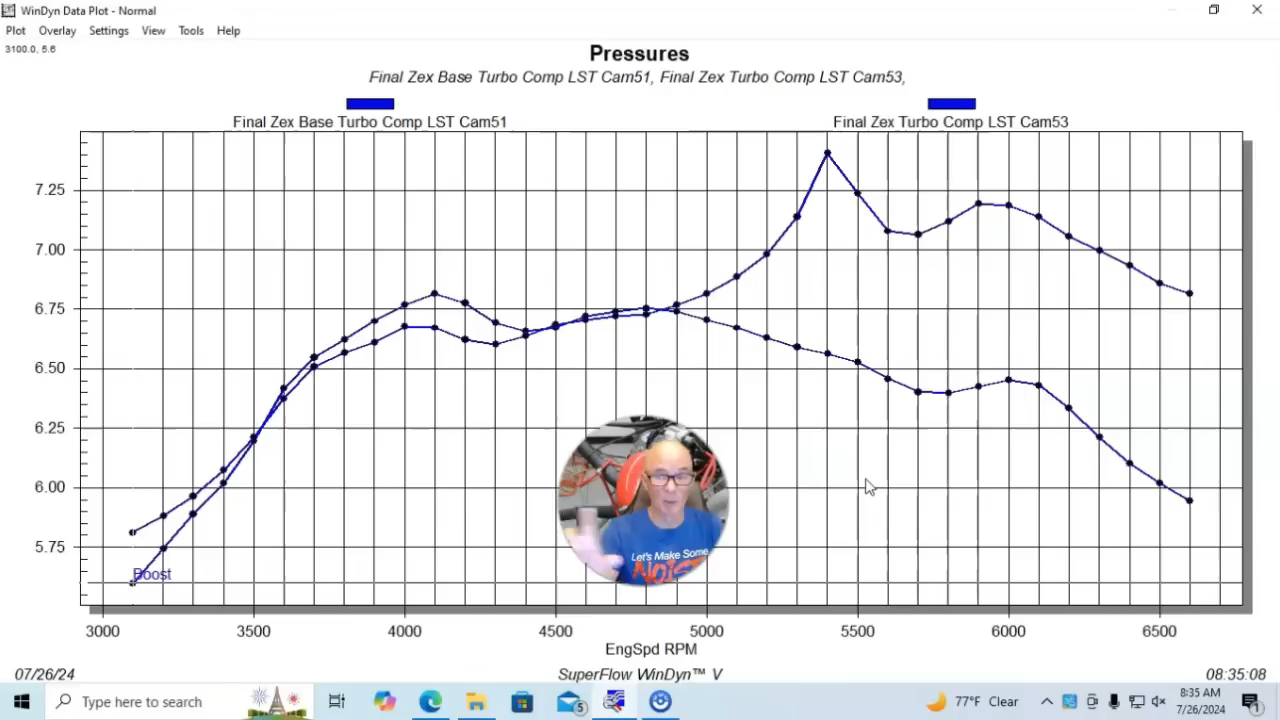 WinDyn Data Plot - Normal
Plot Overlay Settings View Tools Help
3100.0, 5.6
Pressures
Final Zex Base Turbo Comp LST Cam51, Final Zex Turbo Comp LST Cam53,
Final Zex Base Turbo Comp LST Cam51
Final Zex Turbo Comp LST Cam53
7.25
7.00
6.75
6.50
6.25
6.00
5.75
Boost
Let's Make Some
NOISE
3000 3500 4000 4500 5000 5500 6000 6500
EngSpd RPM
07/26/24
SuperFlow WinDyn™ V
08:35:08
Type here to search
5
77°F Clear
8:35 AM
7/26/2024
1